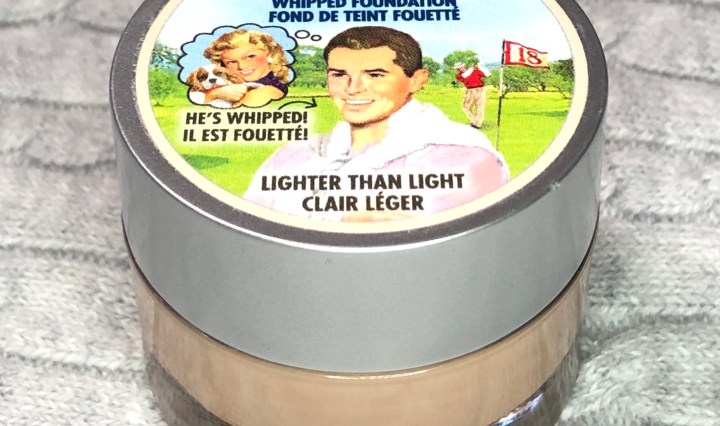 WHIPPED FOUNDATION
FOND DE TEINT FOUETTÉ
18
HE'S WHIPPED!
IL EST FOUETTÉ!
LIGHTER THAN LIGHT
CLAIR LÉGER